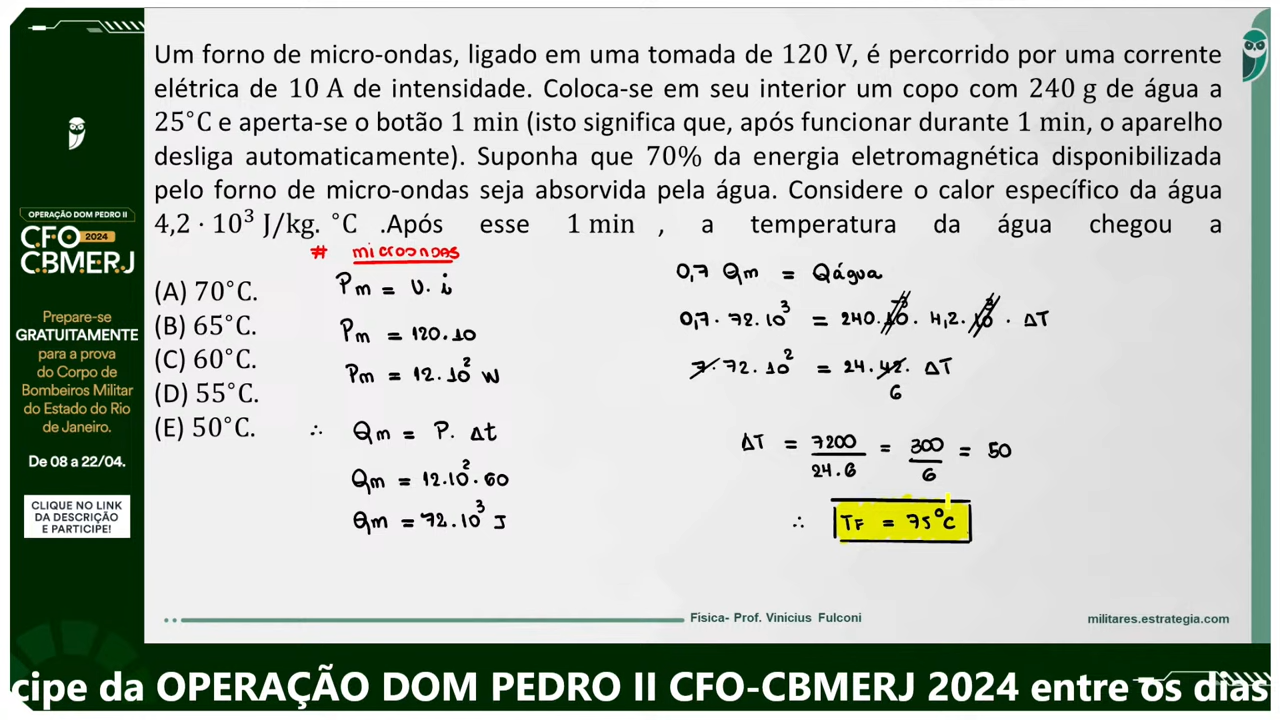 Um forno de micro-ondas, ligado em uma tomada de 120 V, é percorrido por uma corrente
elétrica de 10 A de intensidade. Coloca-se em seu interior um copo com 240 g de água a
25°C e aperta-se o botão 1 min (isto significa que, após funcionar durante 1 min, o aparelho
desliga automaticamente). Suponha que 70% da energia eletromagnética disponibilizada
pelo forno de micro-ondas seja absorvida pela água. Considere o calor específico da água
4,2 · 10³ J/kg. °C .Após esse 1 min , a temperatura da água chegou a
(A) 70°C.
(B) 65°C.
(C) 60°C.
(D) 55°C.
(E) 50°C.
# microondas
Pm = U. i
Pm = 120.10
Pm = 12.10² W
∴ Qm = P. Δt
Qm = 12.10².60
Qm = 72.10³ J
0,7 Qm = Qágua
0,7. 72.10³ = 240.10⁻³. 4,2.10³ . ΔT
7. 72.10² = 24.42. ΔT
6
ΔT = 7200/24.6 = 300/6 = 50
∴ TF = 75°C
OPERAÇÃO DOM PEDRO II
CFO 2024
CBMERJ
Prepare-se
GRATUITAMENTE
para a prova
do Corpo de
Bombeiros Militar
do Estado do Rio
de Janeiro.
De 08 a 22/04.
CLIQUE NO LINK
DA DESCRIÇÃO
E PARTICIPE!
Física- Prof. Vinícius Fulconi
militares.estrategia.com
cipe da OPERAÇÃO DOM PEDRO II CFO-CBMERJ 2024 entre os dias